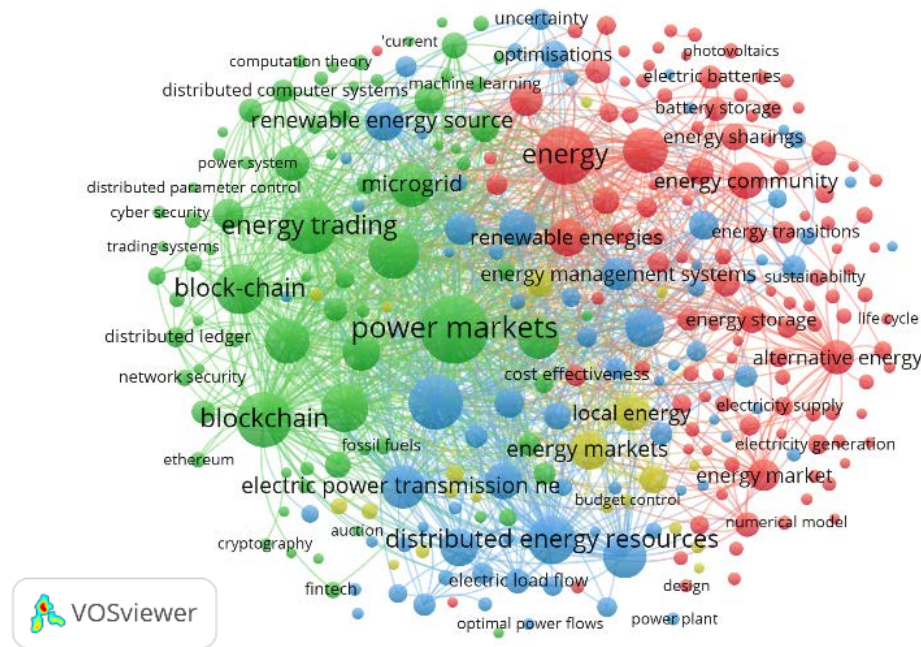 uncertainty
'current
optimisations
photovoltaics
computation theory
machine learning
electric batteries
distributed computer systems
battery storage
renewable energy source
energy sharings
energy
power system
microgrid
energy community
distributed parameter control
cyber security
energy trading
renewable energies
energy transitions
trading systems
energy management systems
sustainability
block-chain
power markets
energy storage
life cycle
distributed ledger
alternative energy
network security
cost effectiveness
electricity supply
blockchain
local energy
fossil fuels
energy markets
electricity generation
ethereum
energy market
electric power transmission ne
budget control
auction
numerical model
cryptography
distributed energy resources
fintech
electric load flow
design
optimal power flows
power plant
VOSviewer